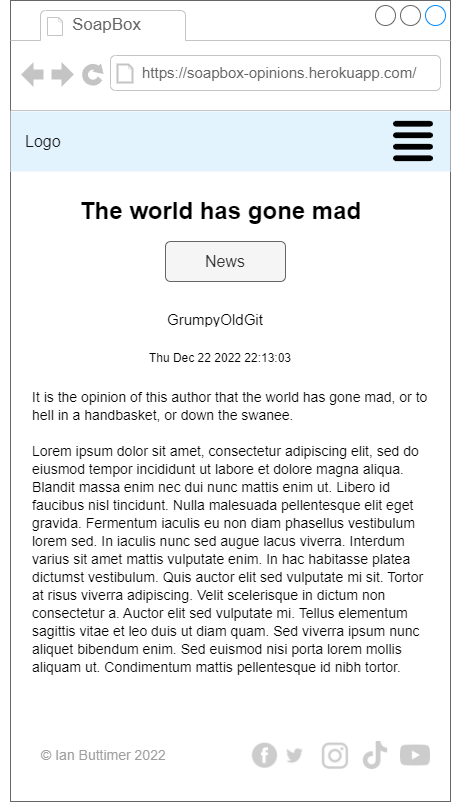 SoapBox
https://soapbox-opinions.herokuapp.com/
Logo
The world has gone mad
News
GrumpyOldGit
Thu Dec 22 2022 22:13:03
It is the opinion of this author that the world has gone mad, or to
hell in a handbasket, or down the swanee.
Lorem ipsum dolor sit amet, consectetur adipiscing elit, sed do
eiusmod tempor incididunt ut labore et dolore magna aliqua.
Blandit massa enim nec dui nunc mattis enim ut. Libero id
faucibus nisl tincidunt. Nulla malesuada pellentesque elit eget
gravida. Fermentum iaculis eu non diam phasellus vestibulum
lorem sed. In iaculis nunc sed augue lacus viverra. Interdum
varius sit amet mattis vulputate enim. In hac habitasse platea
dictumst vestibulum. Quis auctor elit sed vulputate mi sit. Tortor
at risus viverra adipiscing. Velit scelerisque in dictum non
consectetur a. Auctor elit sed vulputate mi. Tellus elementum
sagittis vitae et leo duis ut diam quam. Sed viverra ipsum nunc
aliquet bibendum enim. Sed euismod nisi porta lorem mollis
aliquam ut. Condimentum mattis pellentesque id nibh tortor.
© Ian Buttimer 2022